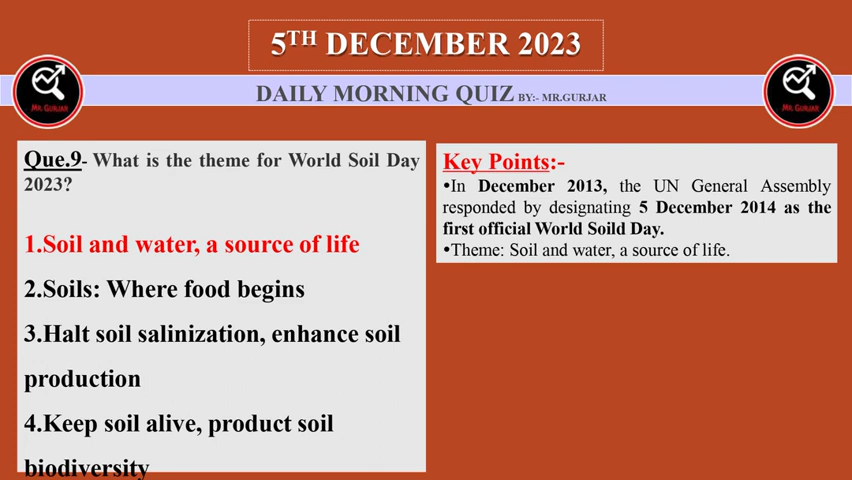 5TH DECEMBER 2023
DAILY MORNING QUIZ BY:- MR.GURJAR
MR.GURJAR
MR.GURJAR
Que.9- What is the theme for World Soil Day
2023?
1.Soil and water, a source of life
2.Soils: Where food begins
3.Halt soil salinization, enhance soil
production
4.Keep soil alive, product soil
biodiversity
Key Points:-
•In December 2013, the UN General Assembly
responded by designating 5 December 2014 as the
first official World Soild Day.
•Theme: Soil and water, a source of life.